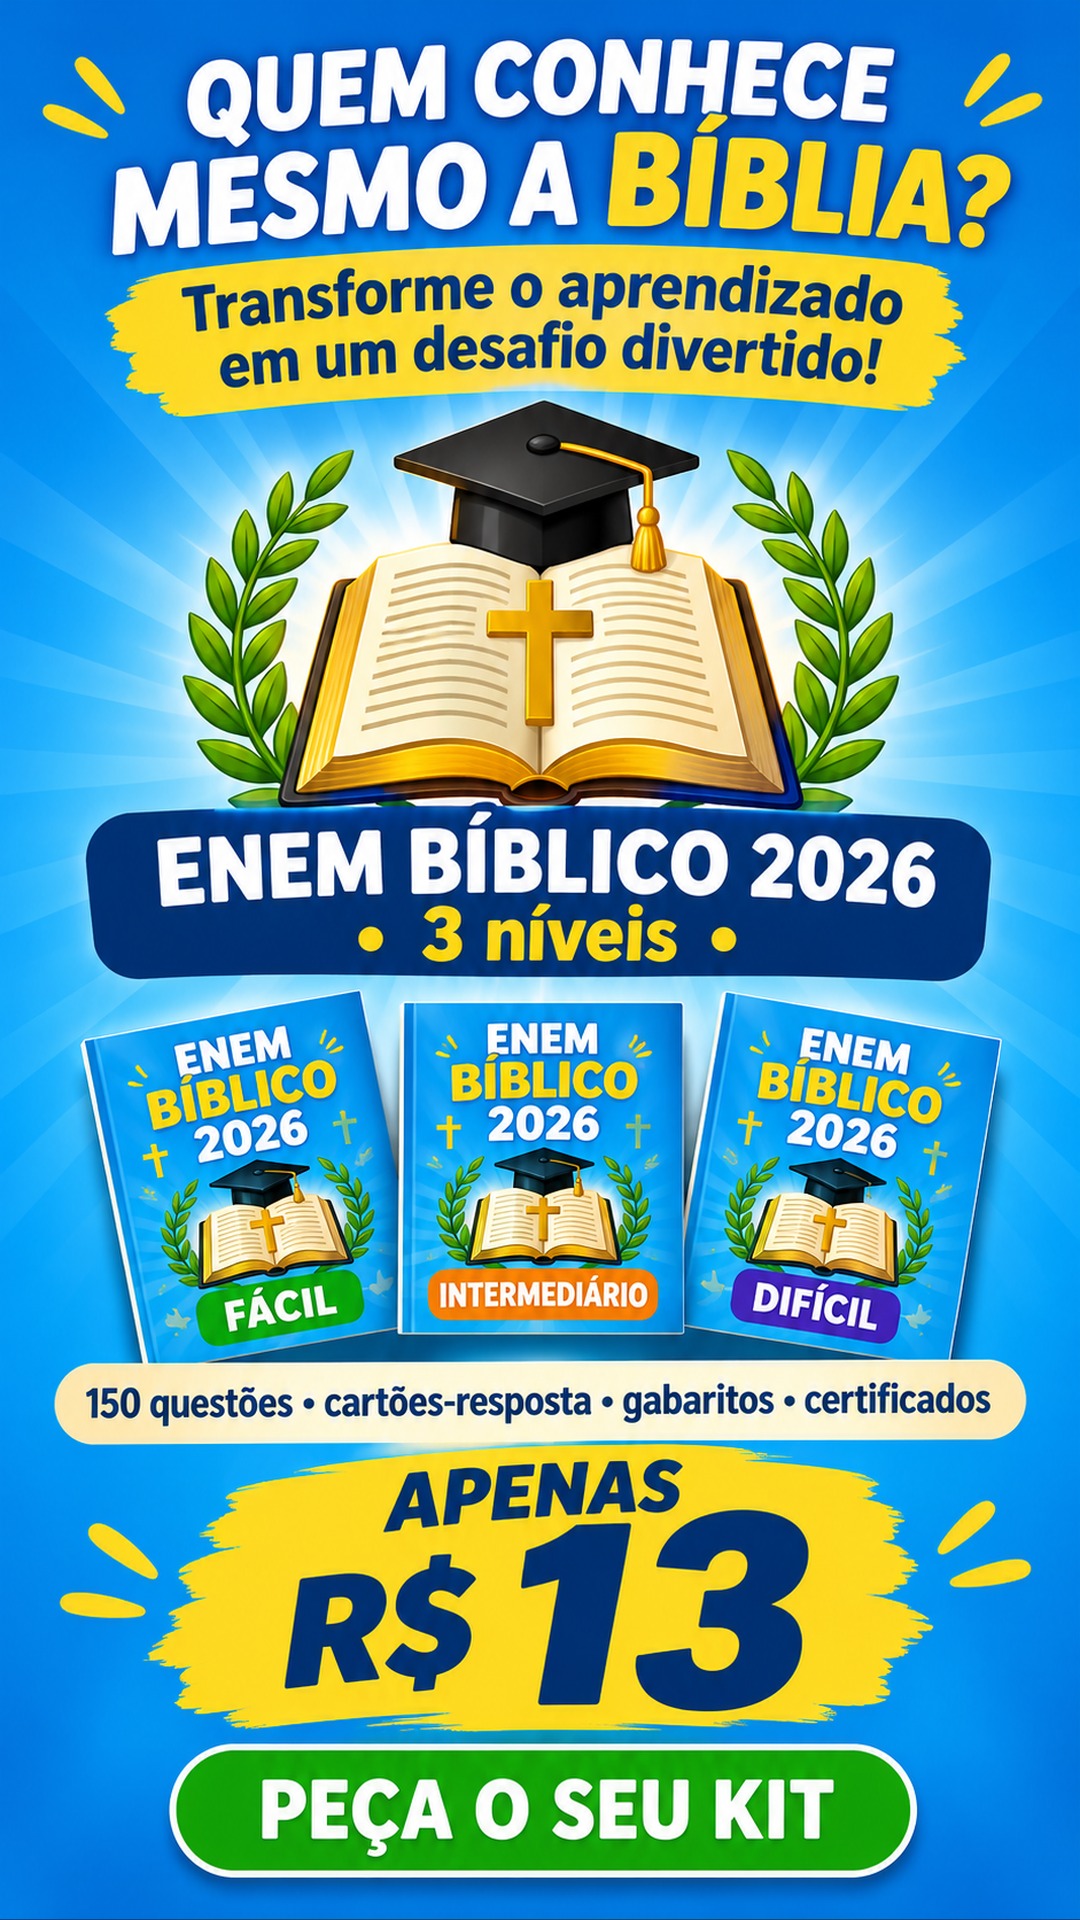 QUEM CONHECE
MESMO A BÍBLIA?
Transforme o aprendizado
em um desafio divertido!
ENEM BÍBLICO 2026
• 3 níveis •
ENEM
BÍBLICO
2026
FÁCIL
ENEM
BÍBLICO
2026
INTERMEDIÁRIO
ENEM
BÍBLICO
2026
DIFÍCIL
150 questões • cartões-resposta • gabaritos • certificados
APENAS
R$ 13
PEÇA O SEU KIT